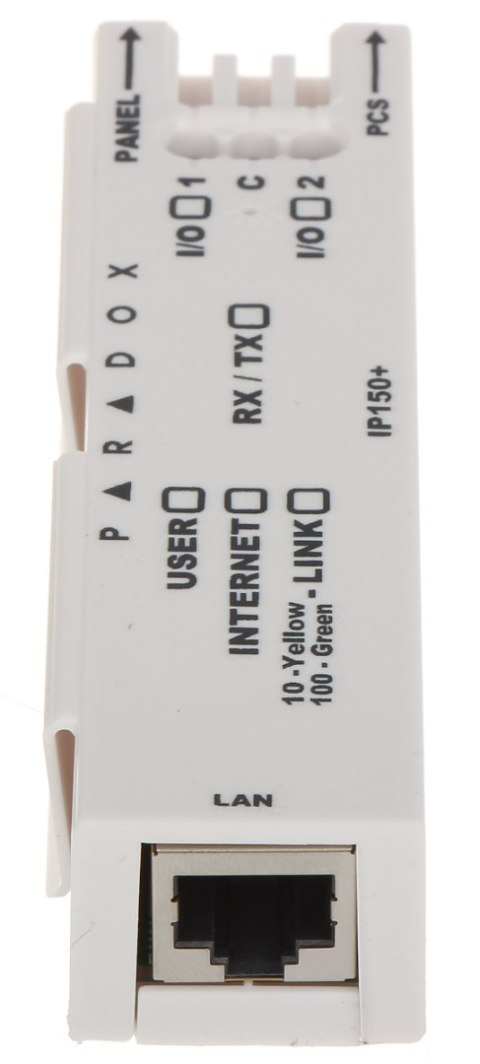 PANEL
PCS
I/O 1
C
I/O 2
PARADOX
RX / TX
IP150+
USER
INTERNET
10 -Yellow
100 - Green
- LINK
LAN